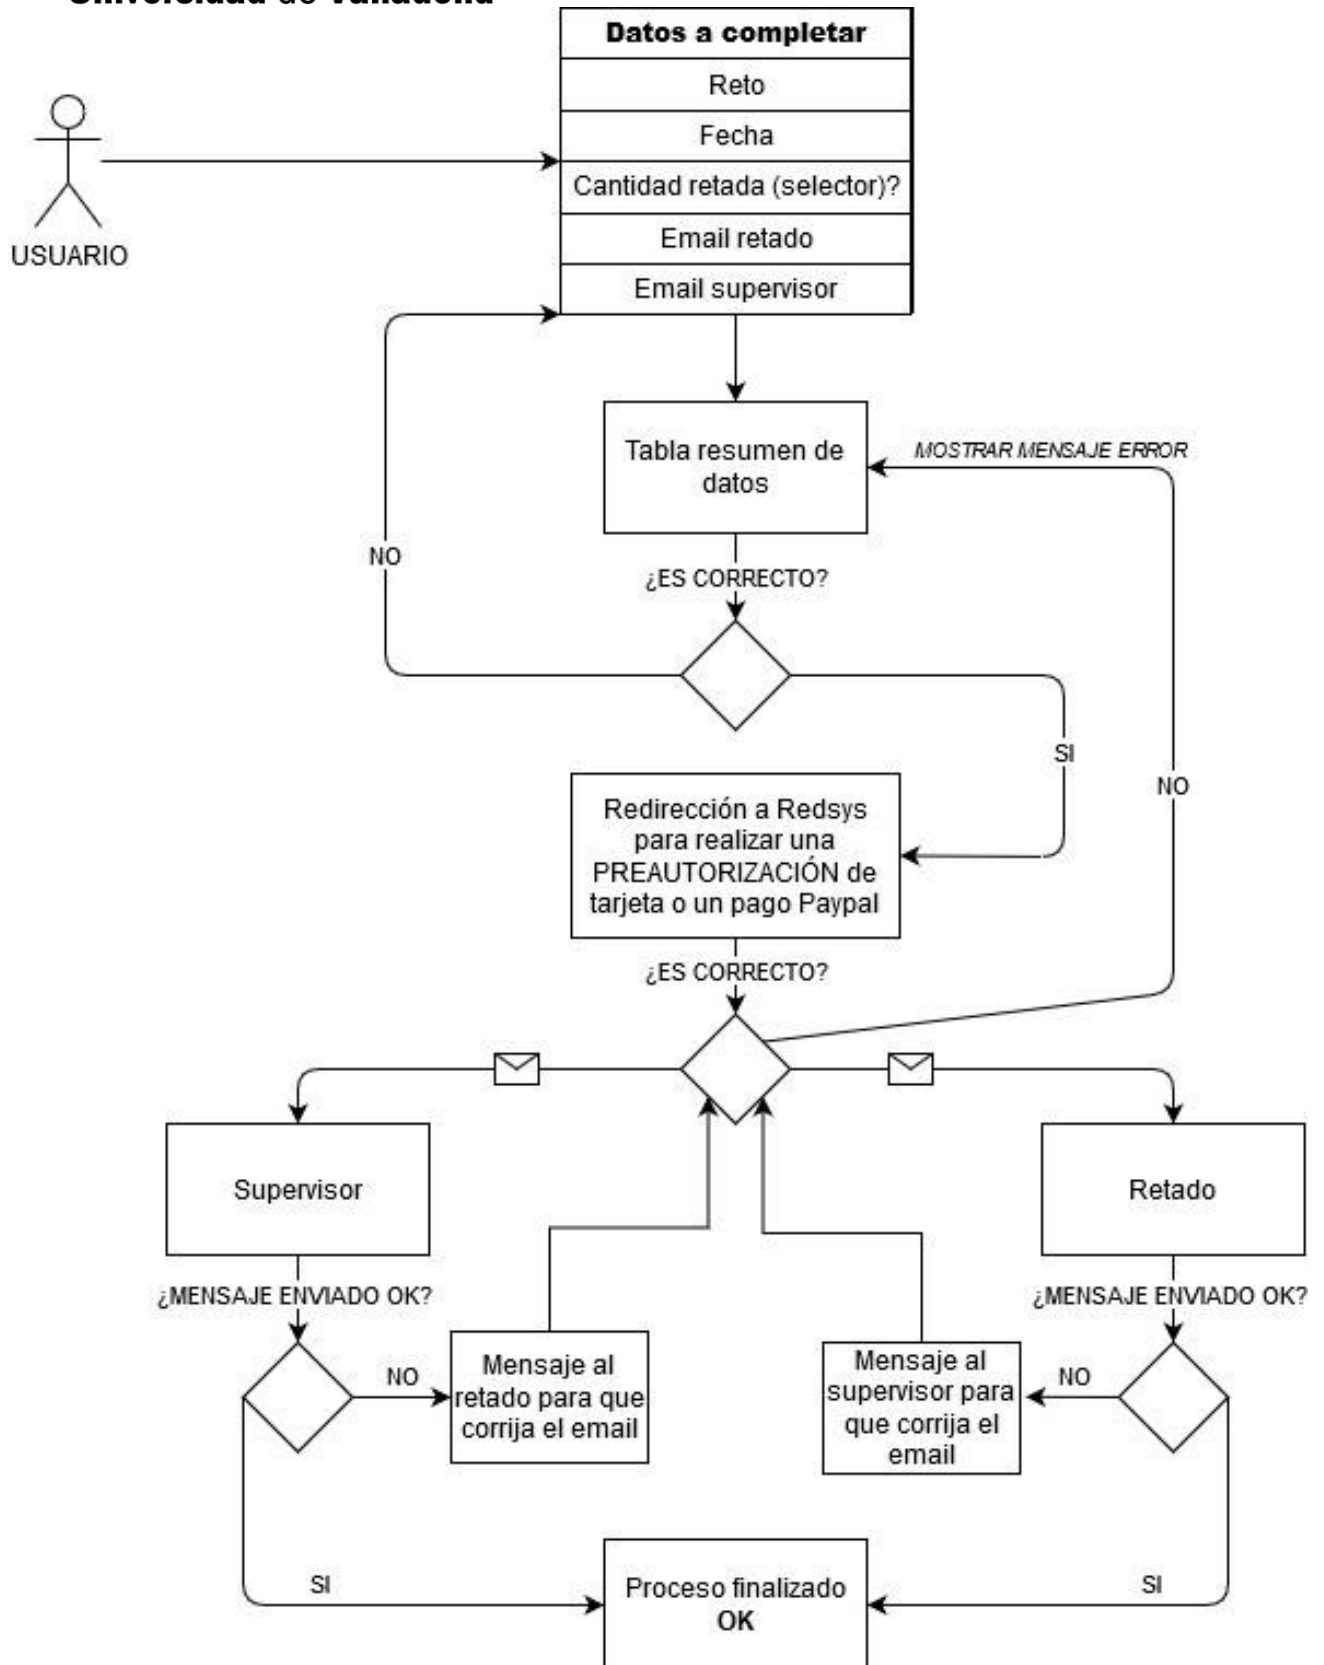 Universidad de Valladolid
Datos a completar
Reto
Fecha
Cantidad retada (selector)?
Email retado
Email supervisor
USUARIO
Tabla resumen de
datos
MOSTRAR MENSAJE ERROR
NO
¿ES CORRECTO?
SI
NO
Redirección a Redsys
para realizar una
PREAUTORIZACIÓN de
tarjeta o un pago Paypal
¿ES CORRECTO?
Supervisor
Retado
¿MENSAJE ENVIADO OK?
¿MENSAJE ENVIADO OK?
NO
Mensaje al
retado para que
corrija el email
Mensaje al
supervisor para
que corrija el
email
NO
SI
Proceso finalizado
OK
SI